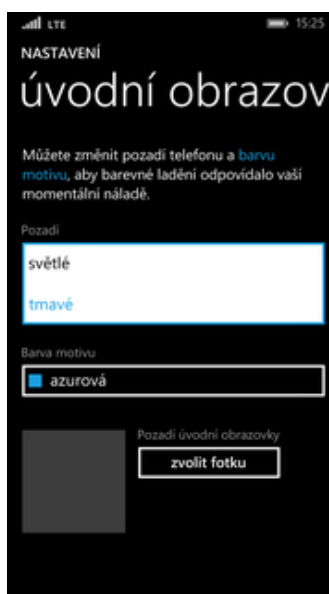 LTE 15:25
NASTAVENÍ
úvodní obrazov
Můžete změnit pozadí telefonu a barvu
motivu, aby barevné ladění odpovídalo vaší
momentální náladě.
Pozadí
světlé
tmavé
Barva motivu
azurová
Pozadí úvodní obrazovky
zvolit fotku